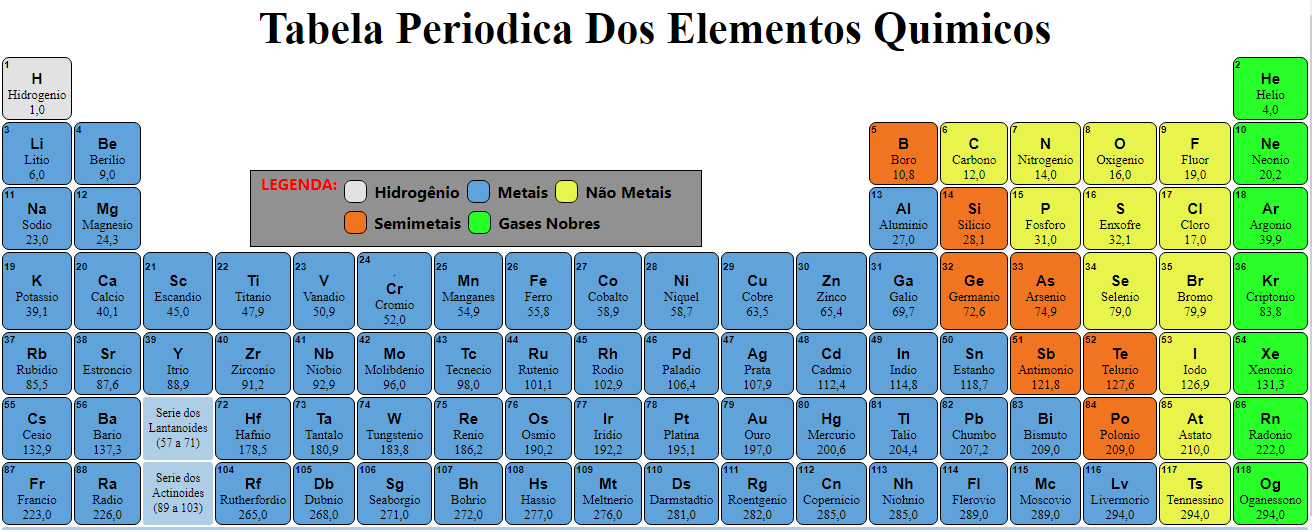 Tabela Periodica Dos Elementos Quimicos
1
H
Hidrogenio
1,0
2
He
Helio
4,0
3
Li
Litio
6,0
4
Be
Berilio
9,0
5
B
Boro
10,8
6
C
Carbono
12,0
7
N
Nitrogenio
14,0
8
O
Oxigenio
16,0
9
F
Fluor
19,0
10
Ne
Neonio
20,2
LEGENDA: Hidrogênio Metais Não Metais
Semimetais Gases Nobres
11
Na
Sodio
23,0
12
Mg
Magnesio
24,3
13
Al
Aluminio
27,0
14
Si
Silicio
28,1
15
P
Fosforo
31,0
16
S
Enxofre
32,1
17
Cl
Cloro
17,0
18
Ar
Argonio
39,9
19
K
Potassio
39,1
20
Ca
Calcio
40,1
21
Sc
Escandio
45,0
22
Ti
Titanio
47,9
23
V
Vanadio
50,9
24
.
Cr
Cromio
52,0
25
Mn
Manganes
54,9
26
Fe
Ferro
55,8
27
Co
Cobalto
58,9
28
Ni
Niquel
58,7
29
Cu
Cobre
63,5
30
Zn
Zinco
65,4
31
Ga
Galio
69,7
32
Ge
Germanio
72,6
33
As
Arsenio
74,9
34
Se
Selenio
79,0
35
Br
Bromo
79,9
36
Kr
Criptonio
83,8
37
Rb
Rubidio
85,5
38
Sr
Estroncio
87,6
39
Y
Itrio
88,9
40
Zr
Zirconio
91,2
41
Nb
Niobio
92,9
42
Mo
Molibdenio
96,0
43
Tc
Tecnecio
98,0
44
Ru
Rutenio
101,1
45
Rh
Rodio
102,9
46
Pd
Paladio
106,4
47
Ag
Prata
107,9
48
Cd
Cadmio
112,4
49
In
Indio
114,8
50
Sn
Estanho
118,7
51
Sb
Antimonio
121,8
52
Te
Telurio
127,6
53
I
Iodo
126,9
54
Xe
Xenonio
131,3
55
Cs
Cesio
132,9
56
Ba
Bario
137,3
Serie dos
Lantanoides
(57 a 71)
72
Hf
Hafnio
178,5
73
Ta
Tantalo
180,9
74
W
Tungstenio
183,8
75
Re
Renio
186,2
76
Os
Osmio
190,2
77
Ir
Iridio
192,2
78
Pt
Platina
195,1
79
Au
Ouro
197,0
80
Hg
Mercurio
200,6
81
Tl
Talio
204,4
82
Pb
Chumbo
207,2
83
Bi
Bismuto
209,0
84
Po
Polonio
209,0
85
At
Astato
210,0
86
Rn
Radonio
222,0
87
Fr
Francio
223,0
88
Ra
Radio
226,0
Serie dos
Actinoides
(89 a 103)
104
Rf
Rutherfordio
265,0
105
Db
Dubnio
268,0
106
Sg
Seaborgio
271,0
107
Bh
Bohrio
272,0
108
Hs
Hassio
277,0
109
Mt
Meltnerio
276,0
110
Ds
Darmstadtio
281,0
111
Rg
Roentgenio
282,0
112
Cn
Copernicio
285,0
113
Nh
Niohnio
285,0
114
Fl
Flerovio
289,0
115
Mc
Moscovio
289,0
116
Lv
Livermorio
294,0
117
Ts
Tennessino
294,0
118
Og
Oganessono
294,0